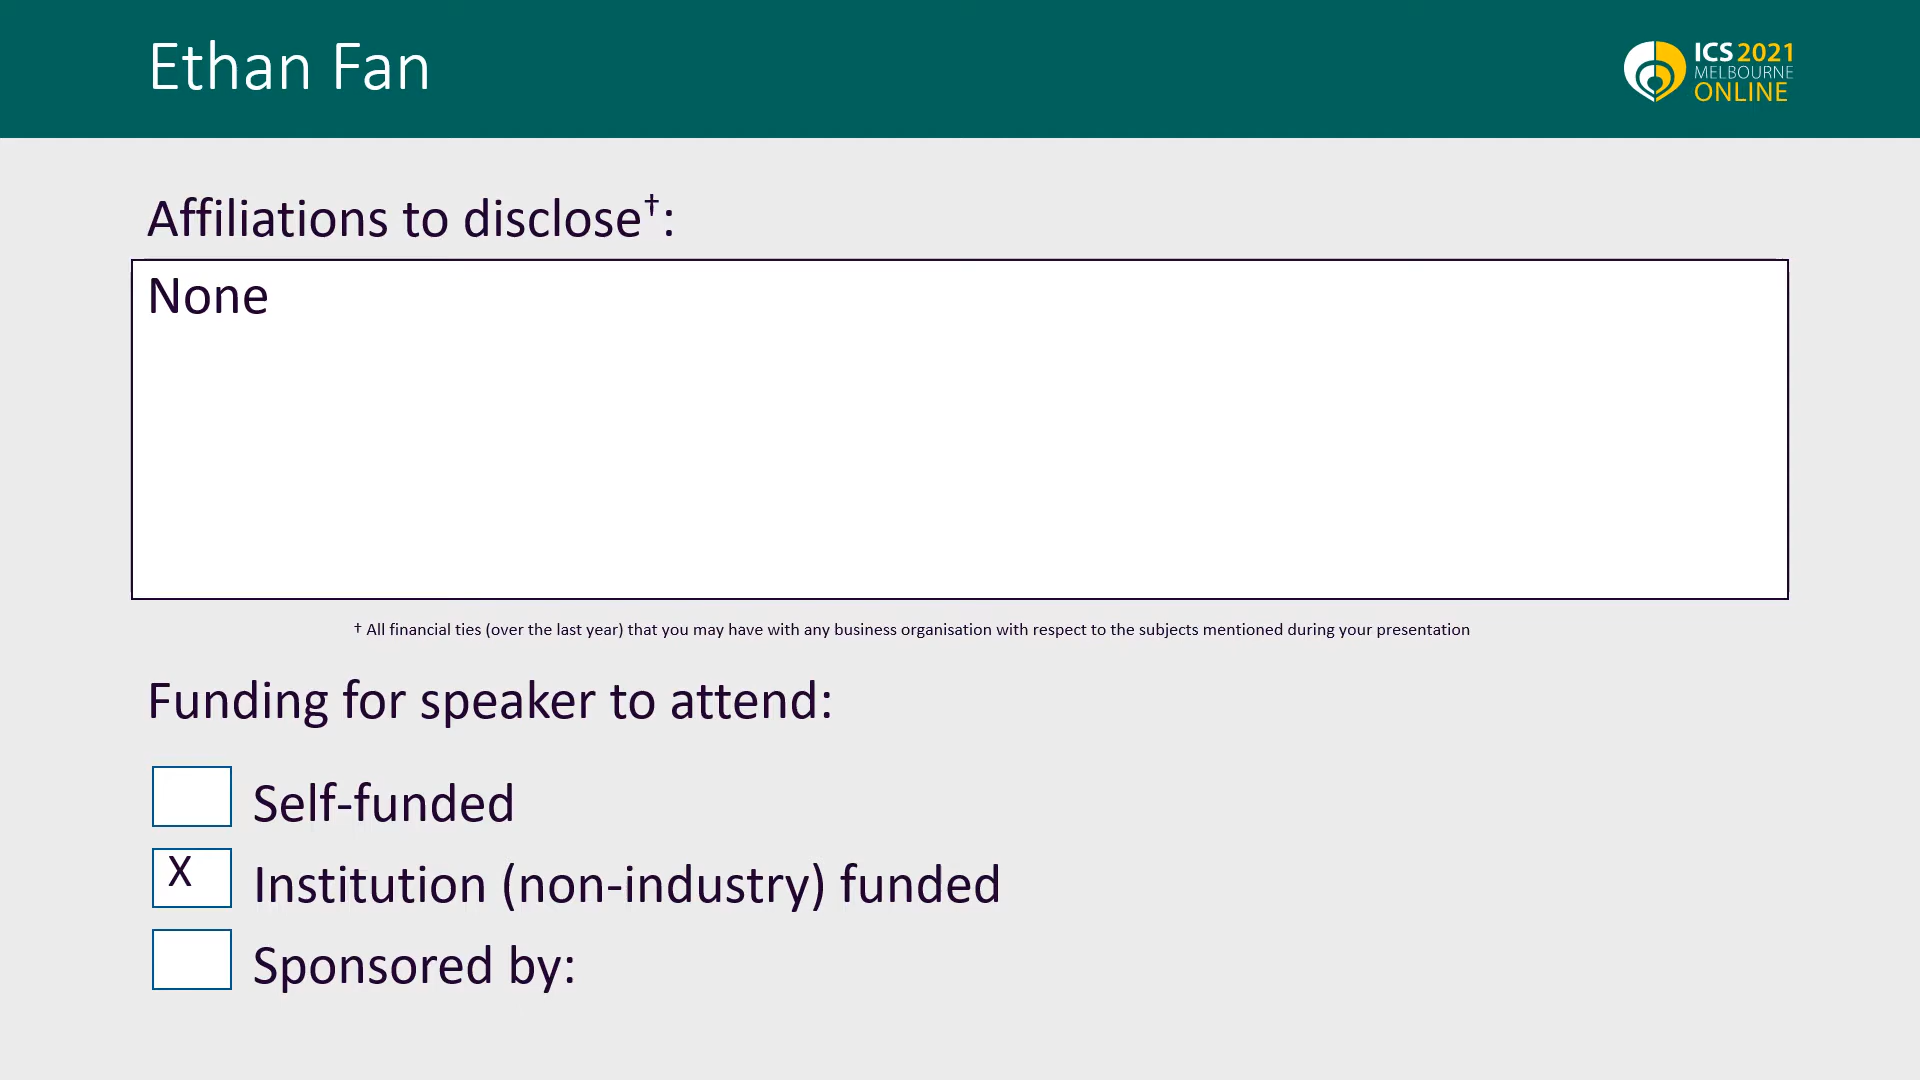 Ethan Fan
ICS 2021
MELBOURNE
ONLINE
Affiliations to disclose†:
None
† All financial ties (over the last year) that you may have with any business organisation with respect to the subjects mentioned during your presentation
Funding for speaker to attend:
Self-funded
X Institution (non-industry) funded
Sponsored by: